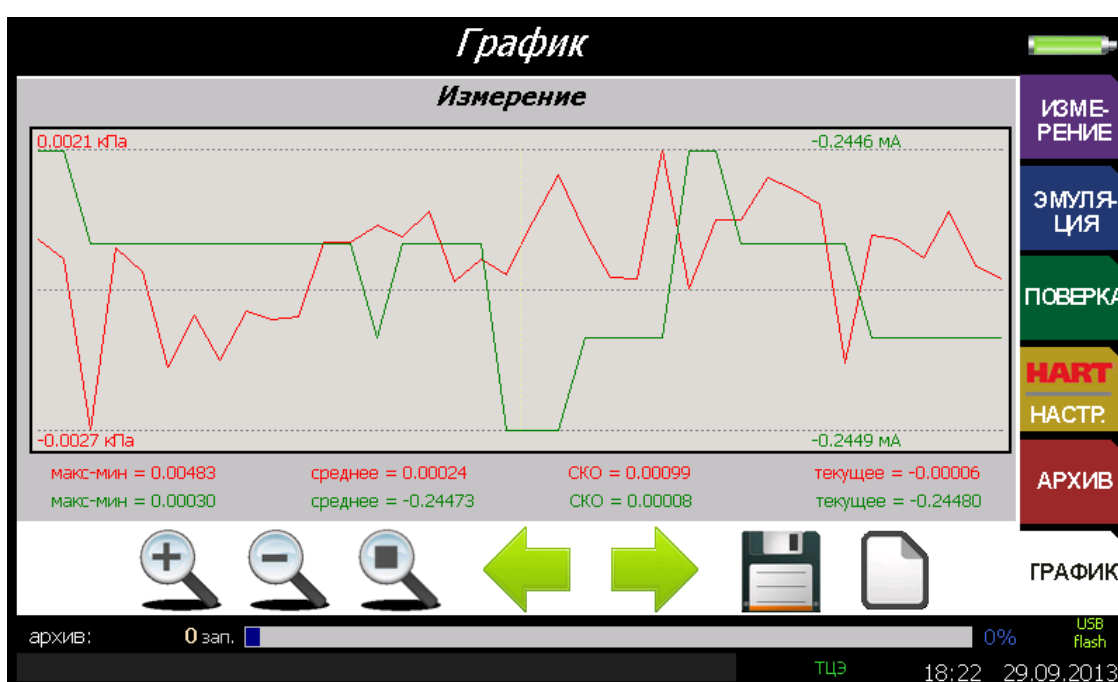 График
Измерение
0.0021 кПа
-0.2446 мА
-0.0027 кПа
-0.2449 мА
макс-мин = 0.00483 среднее = 0.00024 СКО = 0.00099 текущее = -0.00006
макс-мин = 0.00030 среднее = -0.24473 СКО = 0.00008 текущее = -0.24480
ИЗМЕ-
РЕНИЕ
ЭМУЛЯ-
ЦИЯ
ПОВЕРКА
HART
НАСТР.
АРХИВ
ГРАФИК
архив: 0 зап. 0%
USB
flash
ТЦЭ 18:22 29.09.2013